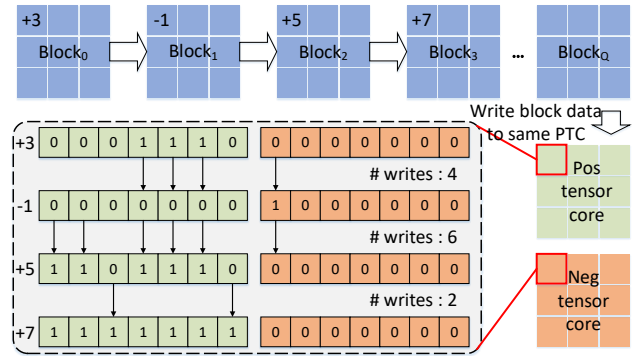 +3 -1 +5 +7
Block0 Block1 Block2 Block3 ... BlockQ
Write block data
to same PTC
+3 0 0 0 1 1 1 0 0 0 0 0 0 0 0
# writes : 4
-1 0 0 0 0 0 0 0 1 0 0 0 0 0 0
# writes : 6
+5 1 1 0 1 1 1 0 0 0 0 0 0 0 0
# writes : 2
+7 1 1 1 1 1 1 1 0 0 0 0 0 0 0
Pos
tensor
core
Neg
tensor
core